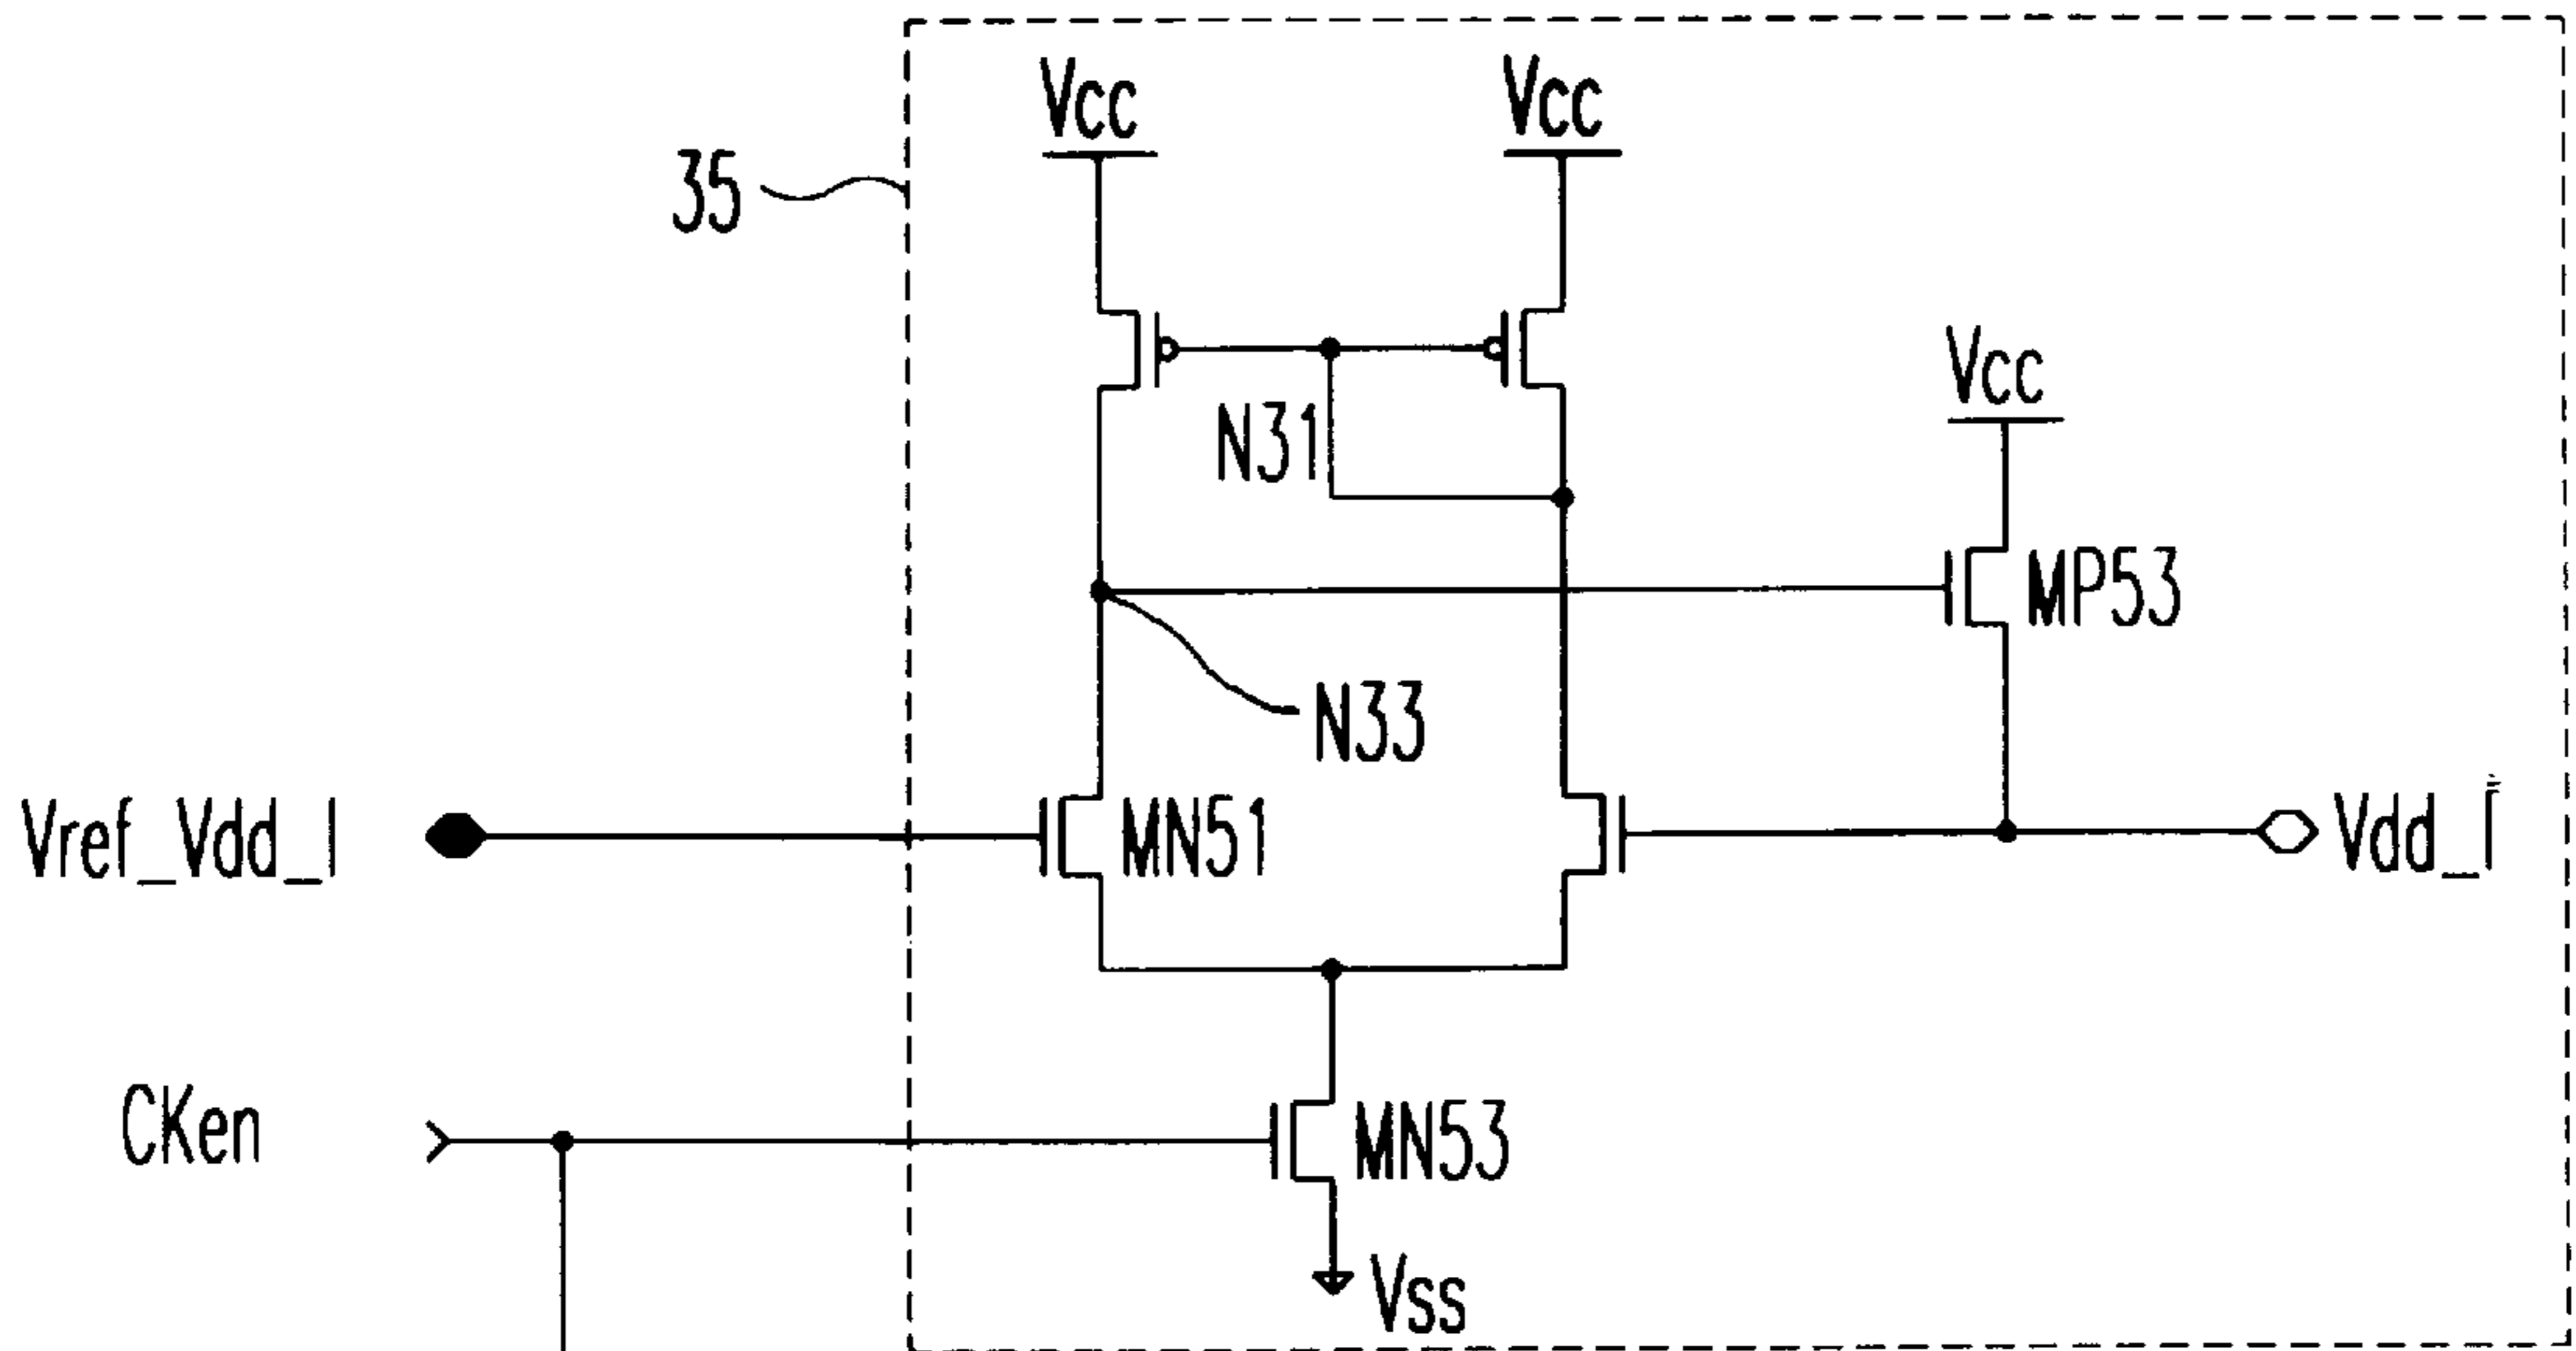 Vcc
Vcc
35
N31
Vcc
MP53
N33
Vref_Vdd_I
MN51
Vdd_I
CKen
MN53
Vss